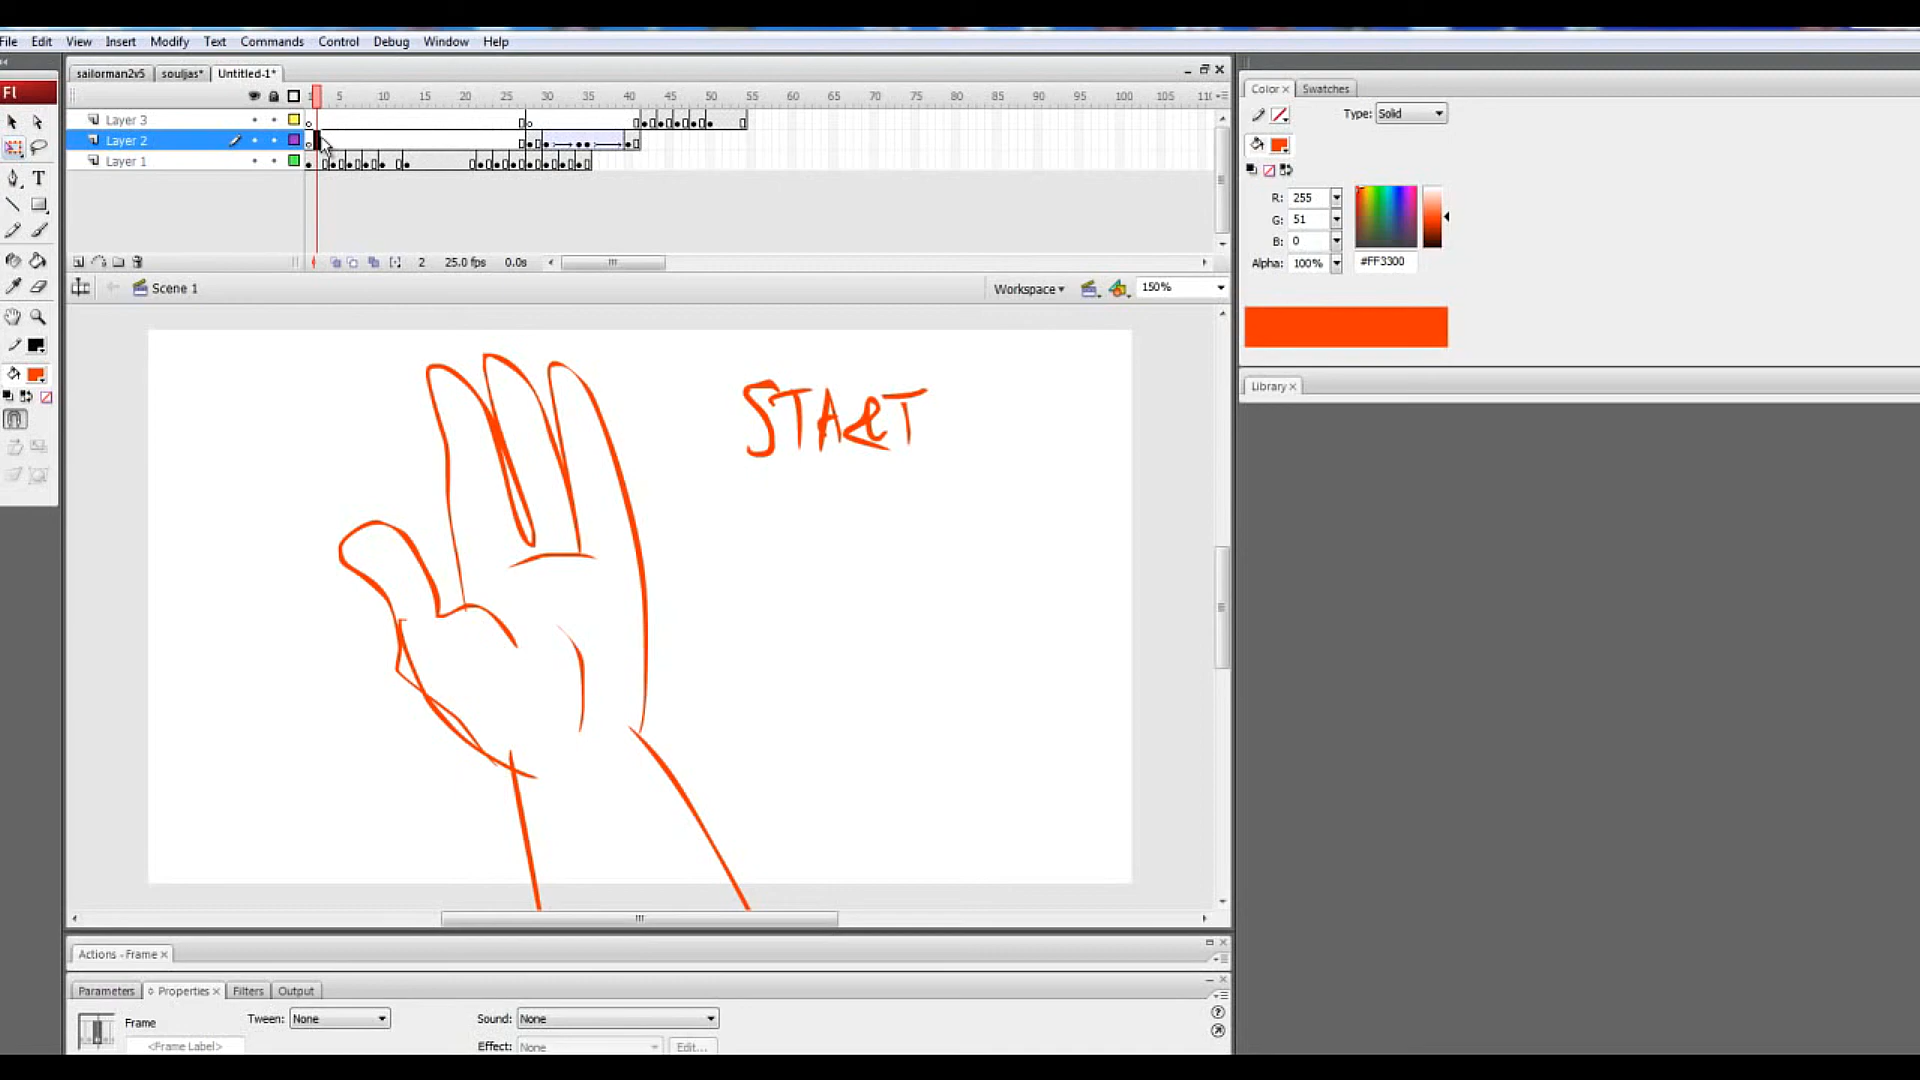 File Edit View Insert Modify Text Commands Control Debug Window Help
sailorman2v5 souljas* Untitled-1*
Fl
5 10 15 20 25 30 35 40 45 50 55 60 65 70 75 80 85 90 95 100 105
Layer 3
Layer 2
Layer 1
2 25.0 fps 0.0s
Scene 1
Workspace
150%
START
Color Swatches
Type: Solid
R: 255
G: 51
B: 0
Alpha: 100% #FF3300
Library
Actions - Frame
Parameters Properties Filters Output
Frame Tween: None Sound: None
<Frame Label> Effect: None Edit...